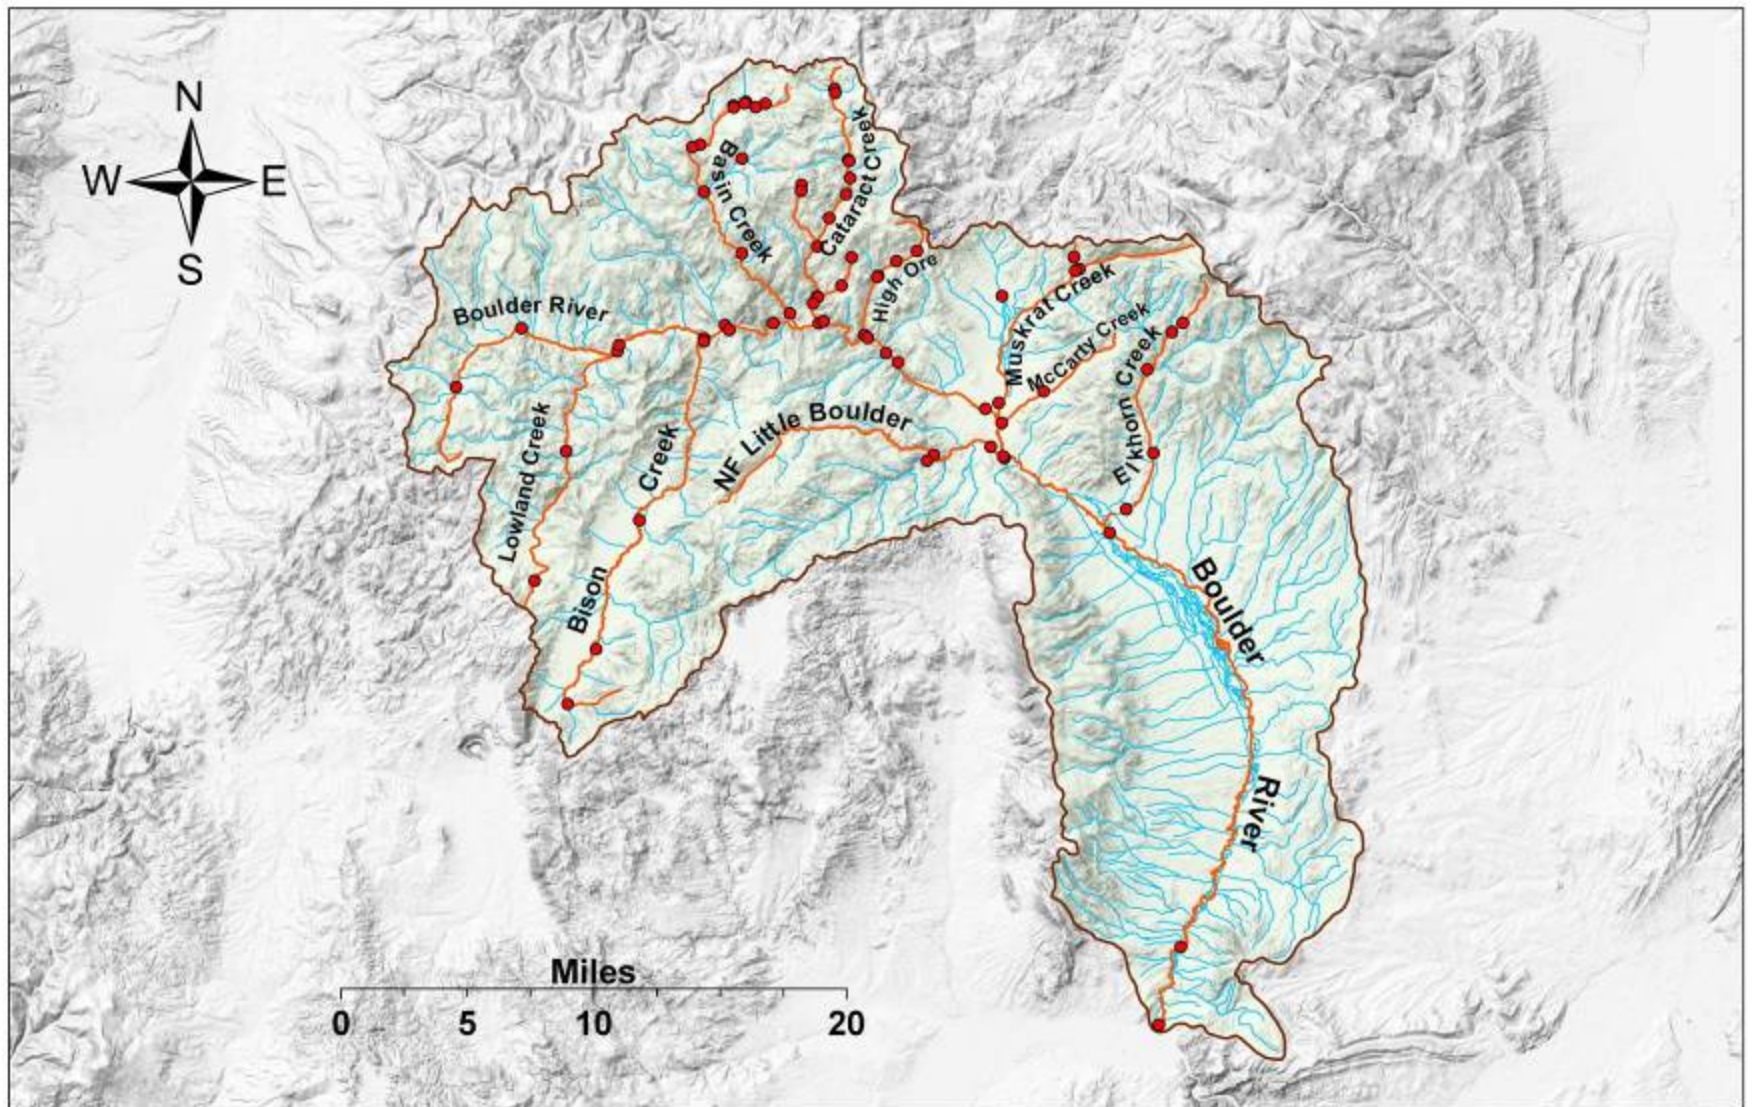 N
W E
S
Basin Creek
Cataract Creek
High Ore
Boulder River
Muskrat Creek
McCarty Creek
Elkhorn Creek
NF Little Boulder
Lowland Creek
Bison Creek
Boulder River
Miles
0 5 10 20